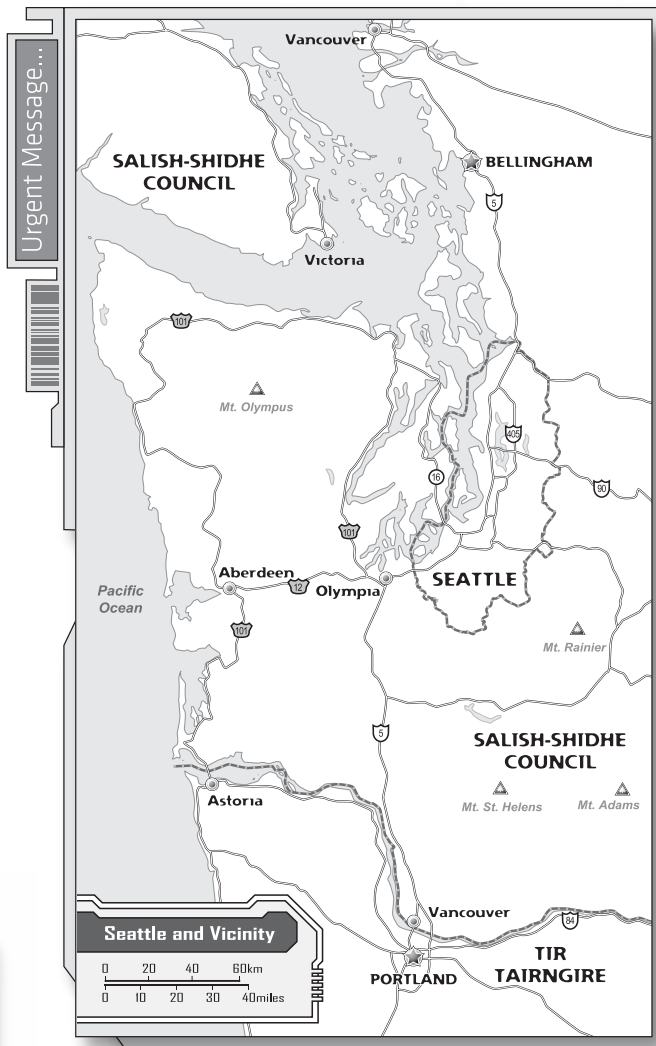 Urgent Message...
Vancouver
SALISH-SHIDHE
COUNCIL
BELLINGHAM
5
Victoria
101
Mt. Olympus
405
16
90
101
Aberdeen
12
Olympia
SEATTLE
Pacific
Ocean
101
Mt. Rainier
5
SALISH-SHIDHE
COUNCIL
Astoria
Mt. St. Helens
Mt. Adams
Vancouver
84
Seattle and Vicinity
PORTLAND
TIR
TAIRNGIRE
0 20 40 60km
0 10 20 30 40miles